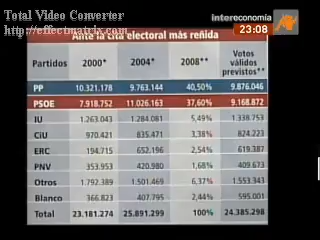 Total Video Converter
http://effectmatrix.com
intereconomía
23:08
Ante la cita electoral más reñida
Partidos 2000* 2004* 2008** Votos válidos previstos**
PP 10.321.178 9.763.144 40,50% 9.876.046
PSOE 7.918.752 11.026.163 37,60% 9.168.872
IU 1.263.043 1.284.081 5,49% 1.338.753
CiU 970.421 835.471 3,38% 824.223
ERC 194.715 652.196 2,54% 619.387
PNV 353.953 420.980 1,68% 409.673
Otros 1.792.389 1.501.469 6,37% 1.553.343
Blanco 366.823 407.795 2,44% 595.001
Total 23.181.274 25.891.299 100% 24.385.298